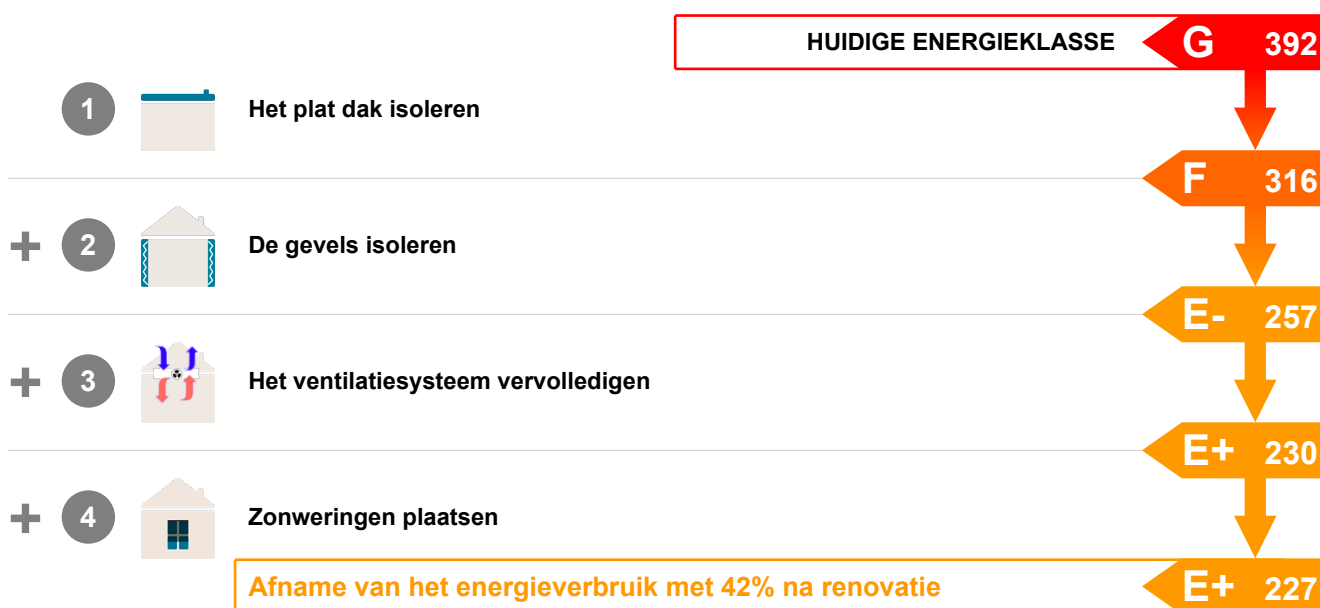 HUIDIGE ENERGIEKLASSE G 392
1 Het plat dak isoleren
F 316
+ 2 De gevels isoleren
E- 257
+ 3 Het ventilatiesysteem vervolledigen
E+ 230
+ 4 Zonweringen plaatsen
Afname van het energieverbruik met 42% na renovatie E+ 227